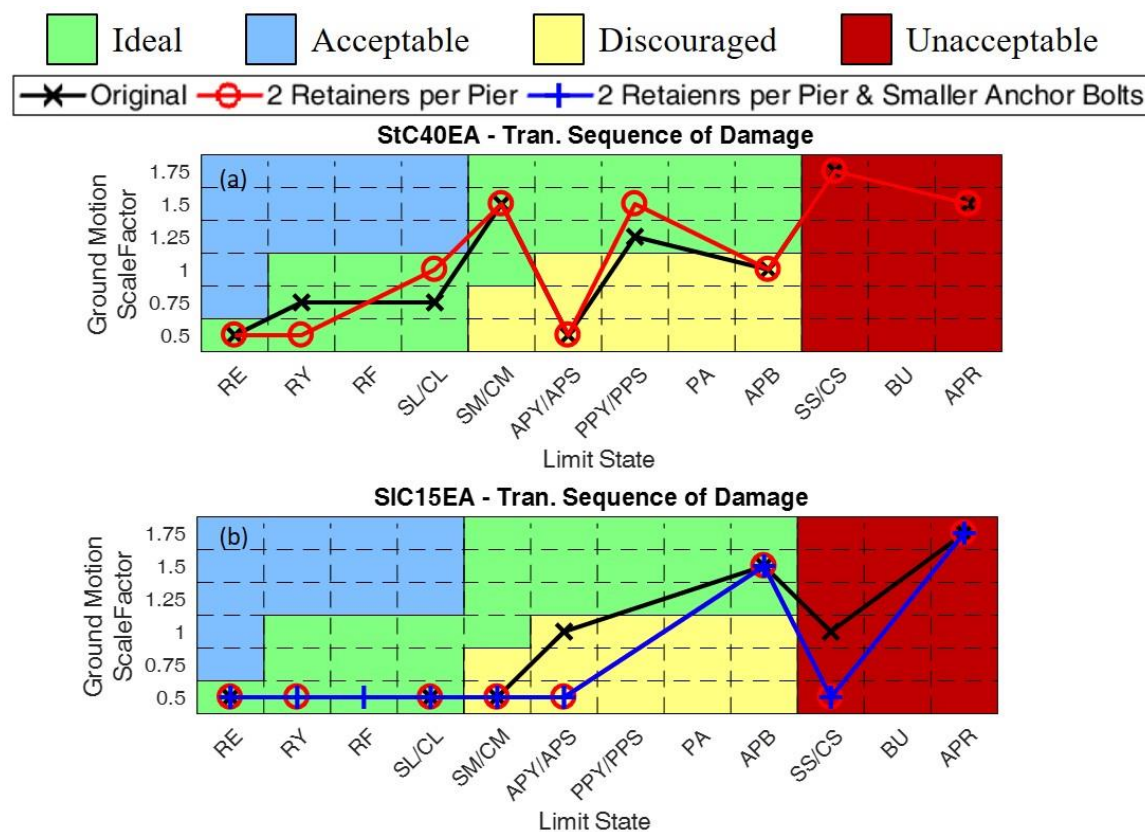 Ideal Acceptable Discouraged Unacceptable
Original 2 Retainers per Pier 2 Retaienrs per Pier & Smaller Anchor Bolts
StC40EA - Tran. Sequence of Damage
(a)
Ground Motion
ScaleFactor
1.75
1.5
1.25
1
0.75
0.5
RE RY RF SL/CL SM/CM APY/APS PPY/PPS PA APB SS/CS BU APR
Limit State
SIC15EA - Tran. Sequence of Damage
(b)
Ground Motion
ScaleFactor
1.75
1.5
1.25
1
0.75
0.5
RE RY RF SL/CL SM/CM APY/APS PPY/PPS PA APB SS/CS BU APR
Limit State